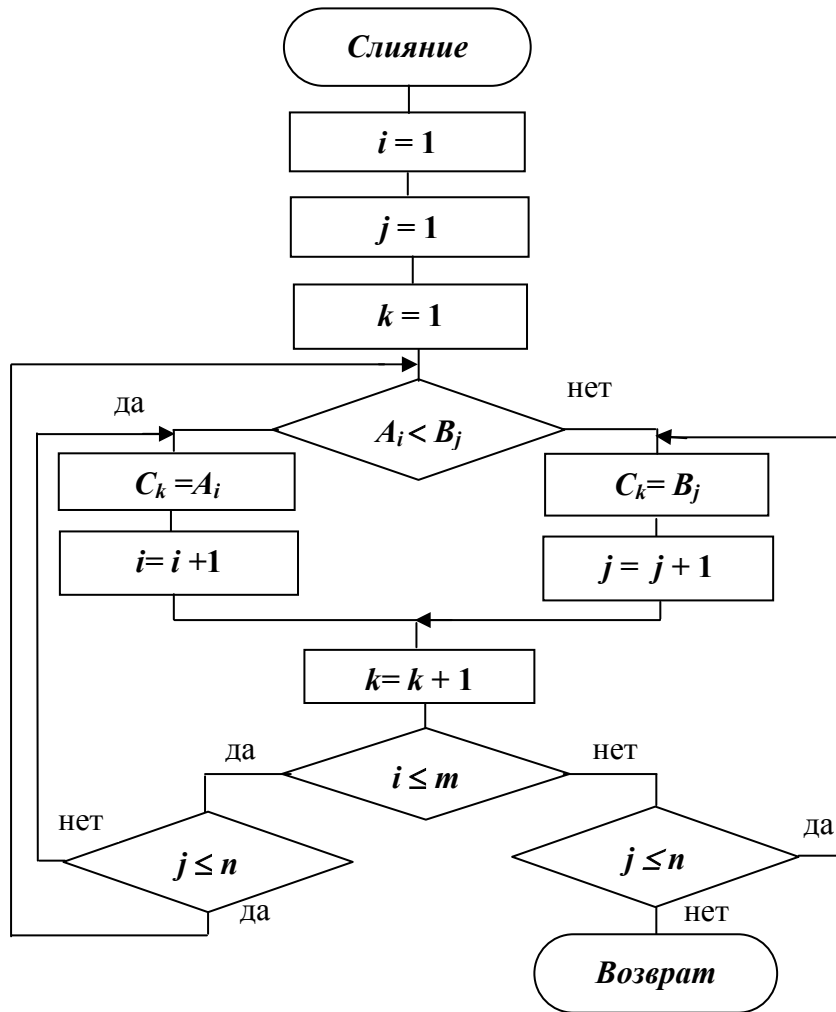 Слияние
i = 1
j = 1
k = 1
да
нет
Aᵢ < Bⱼ
Cₖ =Aᵢ
Cₖ= Bⱼ
i= i +1
j = j + 1
k= k + 1
да
нет
i ≤ m
нет
да
j ≤ n
j ≤ n
да
нет
Возврат